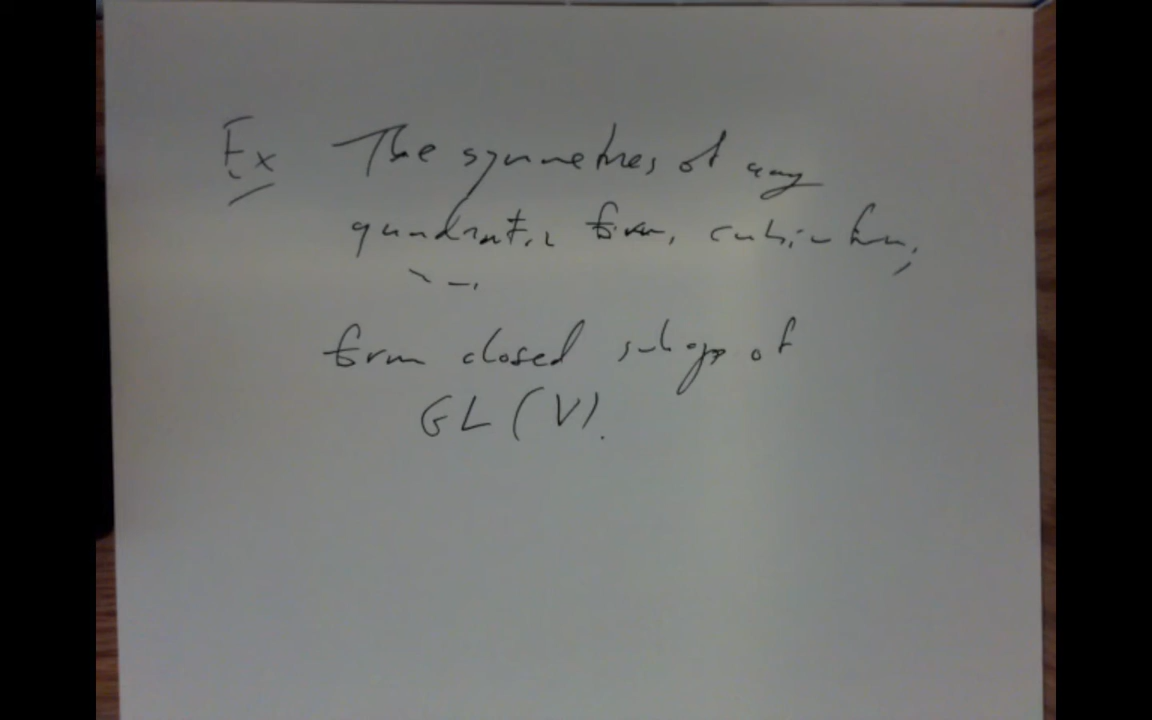 Ex The symmetries of any
quadratic form, cubic form,
...
form closed subgps of
GL(V).